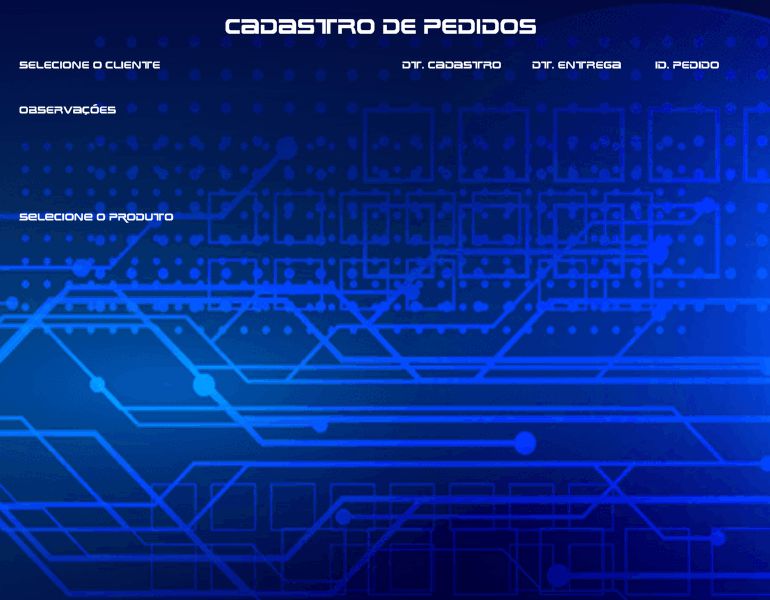 CADASTRO DE PEDIDOS
SELECIONE O CLIENTE DT. CADASTRO DT. ENTREGA ID. PEDIDO
OBSERVAÇÕES
SELECIONE O PRODUTO